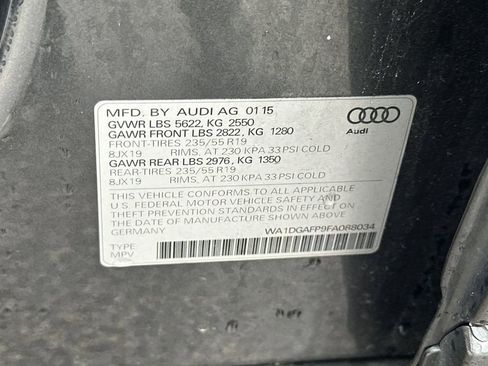 MFD. BY AUDI AG 01 15
GVWR LBS 5622, KG 2550
GAWR FRONT LBS 2822, KG 1280
FRONT-TIRES 235/55 R19
8JX19 RIMS, AT 230 KPA 33 PSI COLD
GAWR REAR LBS 2976, KG 1350
REAR-TIRES 235/55 R19
8JX19 RIMS, AT 230 KPA 33 PSI COLD
THIS VEHICLE CONFORMS TO ALL APPLICABLE
U.S. FEDERAL MOTOR VEHICLE SAFETY AND
THEFT PREVENTION STANDARDS IN EFFECT ON
THE DATE OF MANUFACTURE SHOWN ABOVE
GERMANY WA1DGAFP9FA088034
TYPE:
MPV
Audi